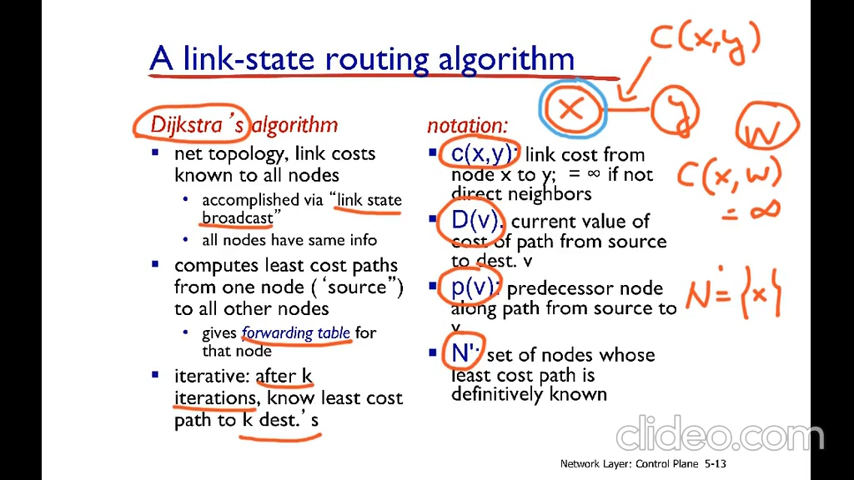 A link-state routing algorithm
C(x,y)
x
y
w
C(x, w)
= ∞
N' = {x}
Dijkstra's algorithm
▪ net topology, link costs
known to all nodes
• accomplished via "link state
broadcast"
• all nodes have same info
▪ computes least cost paths
from one node ('source")
to all other nodes
• gives forwarding table for
that node
▪ iterative: after k
iterations, know least cost
path to k dest.'s
notation:
▪ c(x,y): link cost from
node x to y; = ∞ if not
direct neighbors
▪ D(v): current value of
cost of path from source
to dest. v
▪ p(v): predecessor node
along path from source to
v
▪ N': set of nodes whose
least cost path is
definitively known
clideo.com
Network Layer: Control Plane 5-13